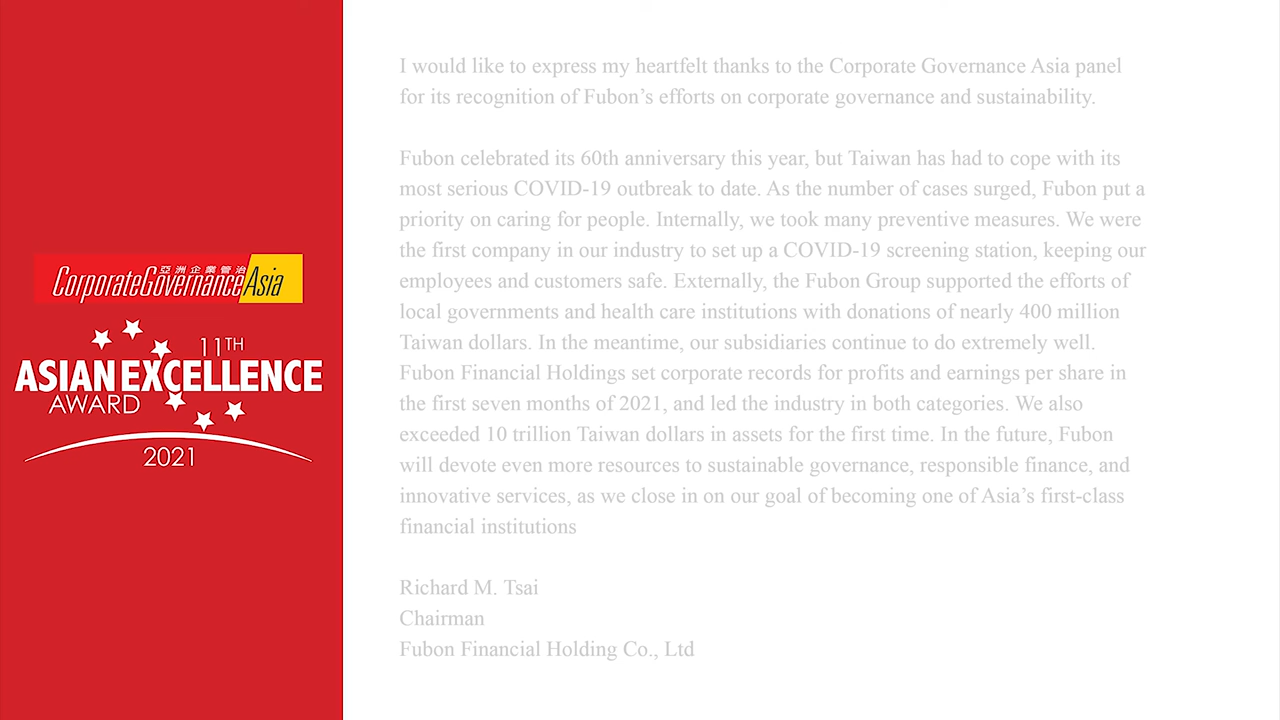 亞洲企業管治
CorporateGovernanceAsia
11TH
ASIAN EXCELLENCE
AWARD
2021
I would like to express my heartfelt thanks to the Corporate Governance Asia panel
for its recognition of Fubon’s efforts on corporate governance and sustainability.
Fubon celebrated its 60th anniversary this year, but Taiwan has had to cope with its
most serious COVID-19 outbreak to date. As the number of cases surged, Fubon put a
priority on caring for people. Internally, we took many preventive measures. We were
the first company in our industry to set up a COVID-19 screening station, keeping our
employees and customers safe. Externally, the Fubon Group supported the efforts of
local governments and health care institutions with donations of nearly 400 million
Taiwan dollars. In the meantime, our subsidiaries continue to do extremely well.
Fubon Financial Holdings set corporate records for profits and earnings per share in
the first seven months of 2021, and led the industry in both categories. We also
exceeded 10 trillion Taiwan dollars in assets for the first time. In the future, Fubon
will devote even more resources to sustainable governance, responsible finance, and
innovative services, as we close in on our goal of becoming one of Asia’s first-class
financial institutions
Richard M. Tsai
Chairman
Fubon Financial Holding Co., Ltd